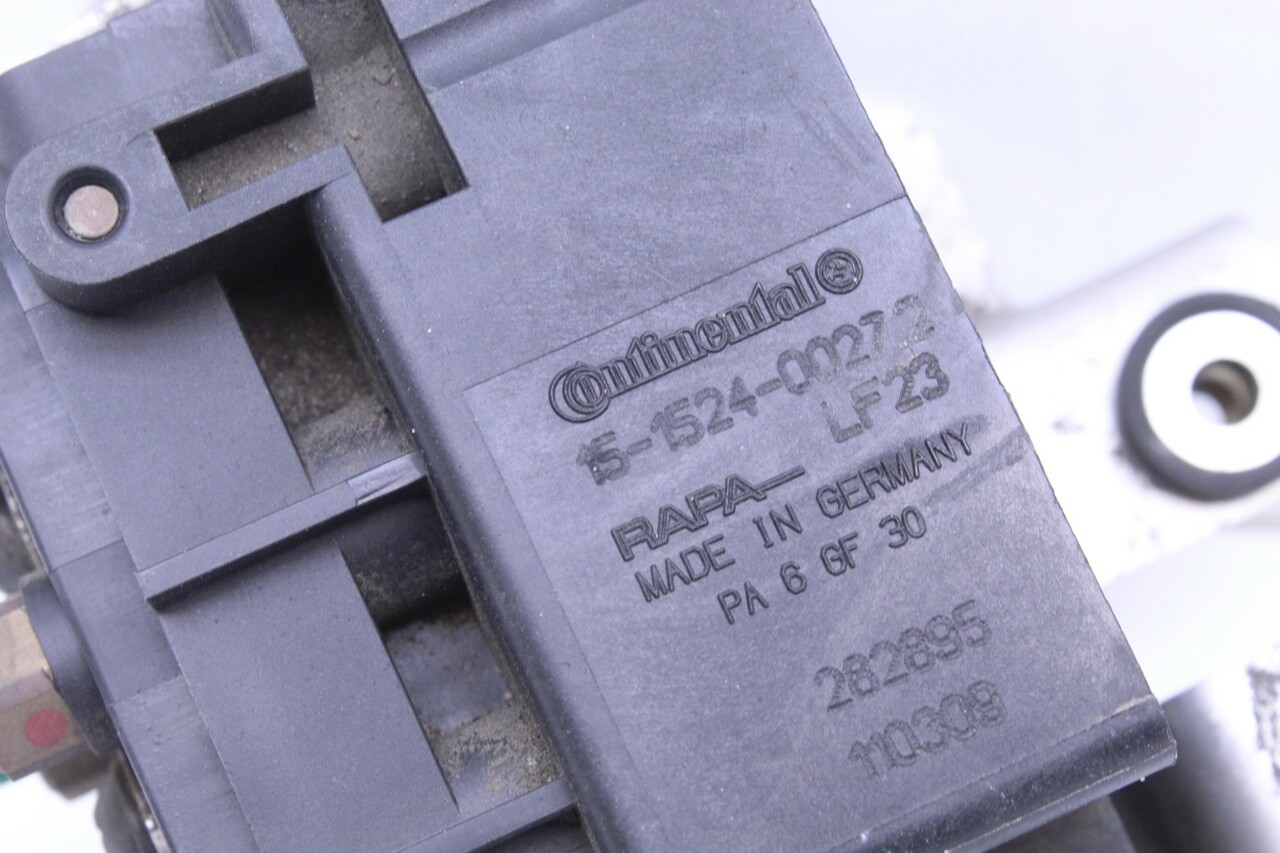 Continental®
15-1524-0027.2
LF23
RAPA
MADE IN GERMANY
PA 6 GF 30
282895
110309